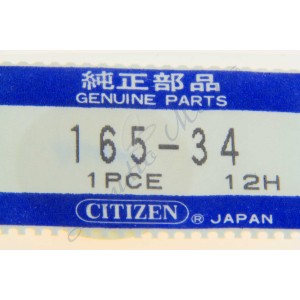 純正部品
GENUINE PARTS
165-34
1PCE 12H
CITIZEN ® JAPAN